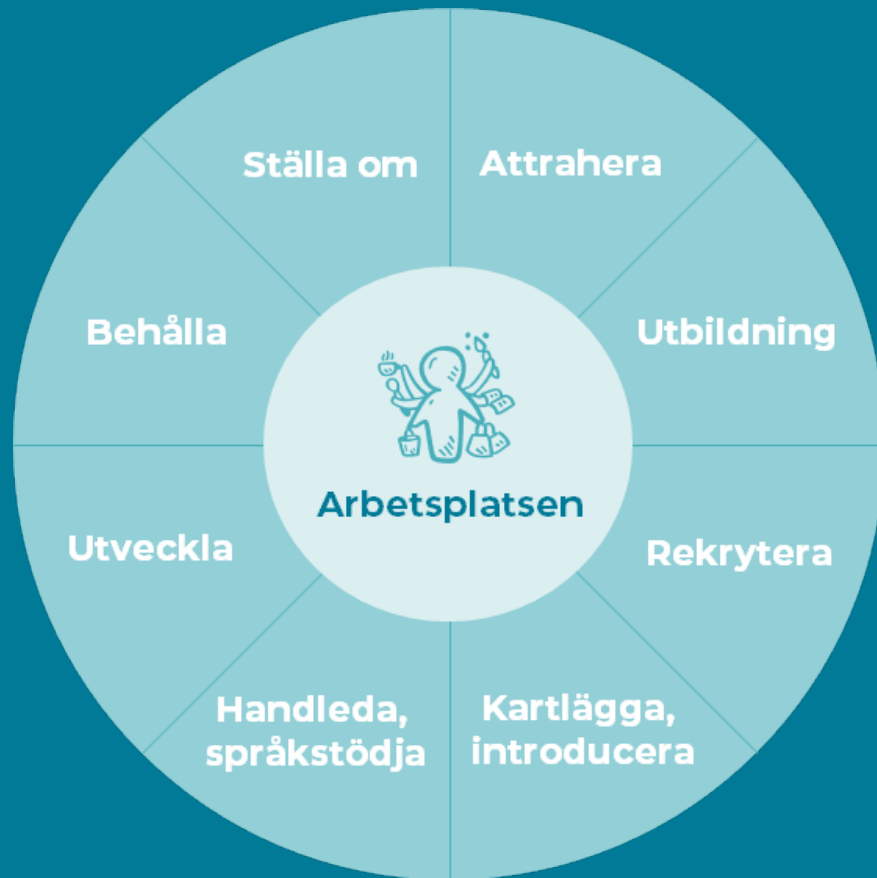 Ställa om
Attrahera
Behålla
Utbildning
Arbetsplatsen
Utveckla
Rekrytera
Handleda,
språkstödja
Kartlägga,
introducera